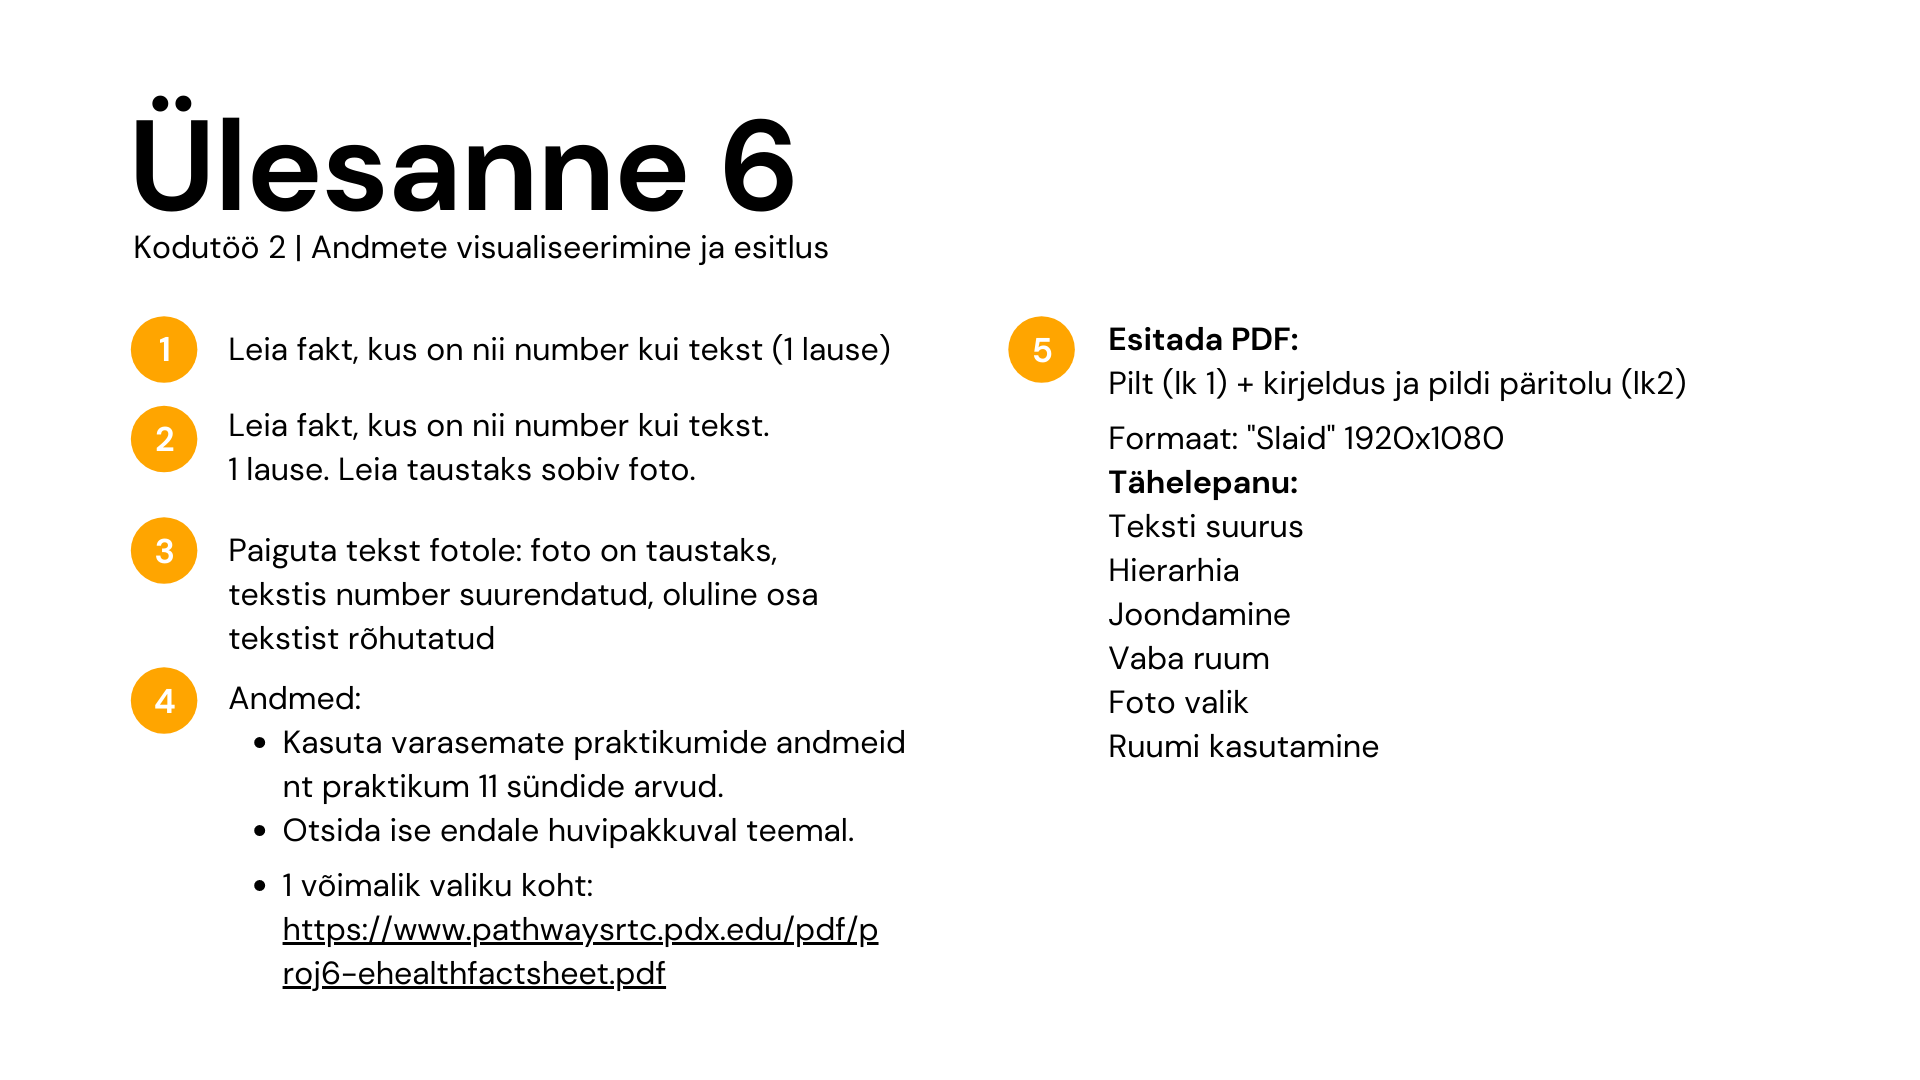 Ülesanne 6
Kodutöö 2 | Andmete visualiseerimine ja esitlus
1 Leia fakt, kus on nii number kui tekst (1 lause)
2 Leia fakt, kus on nii number kui tekst.
1 lause. Leia taustaks sobiv foto.
3 Paiguta tekst fotole: foto on taustaks,
tekstis number suurendatud, oluline osa
tekstist rõhutatud
4 Andmed:
• Kasuta varasemate praktikumide andmeid
nt praktikum 11 sündide arvud.
• Otsida ise endale huvipakkuval teemal.
• 1 võimalik valiku koht:
https://www.pathwaysrtc.pdx.edu/pdf/p
roj6-ehealthfactsheet.pdf
5 Esitada PDF:
Pilt (lk 1) + kirjeldus ja pildi päritolu (lk2)
Formaat: "Slaid" 1920x1080
Tähelepanu:
Teksti suurus
Hierarhia
Joondamine
Vaba ruum
Foto valik
Ruumi kasutamine